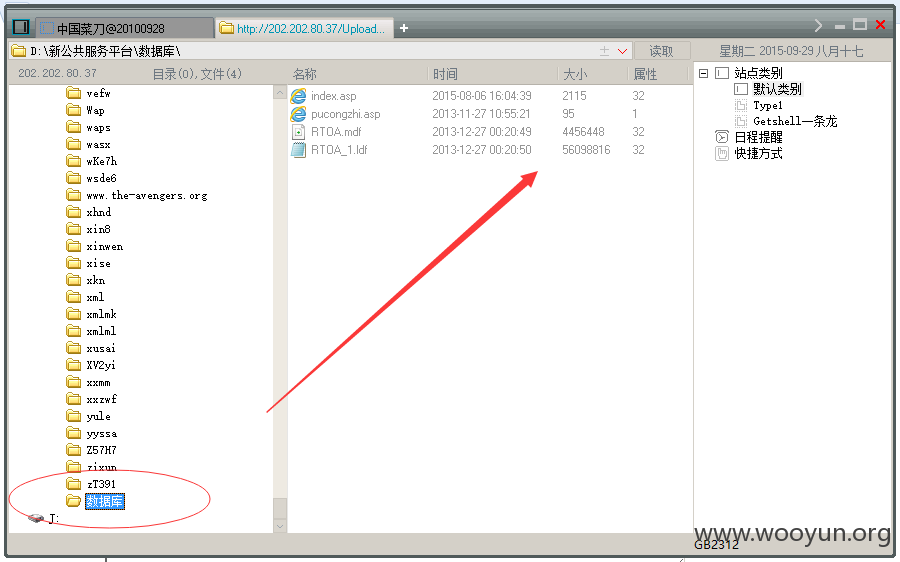 中国菜刀@20100928
http://202.202.80.37/Upload...
D:\新公共服务平台\数据库\
读取
星期二 2015-09-29 八月十七
202.202.80.37
目录(0),文件(4)
名称
时间
大小
属性
index.asp 2015-08-06 16:04:39 2115 32
pucongzhi.asp 2013-11-27 10:55:21 95 1
RTOA.mdf 2013-12-27 00:20:49 4456448 32
RTOA_1.ldf 2013-12-27 00:20:50 56098816 32
vefw
Wap
waps
wasx
wKe7h
wsde6
www.the-avengers.org
xhnd
xin8
xinwen
xise
xkn
xml
xmlmk
xmlml
xusai
XV2yi
xxmm
xxzwf
yule
yyssa
Z57H7
zixun
zT391
数据库
J:
站点类别
默认类别
Type1
Getshell一条龙
日程提醒
快捷方式
www.wooyun.org
GB2312